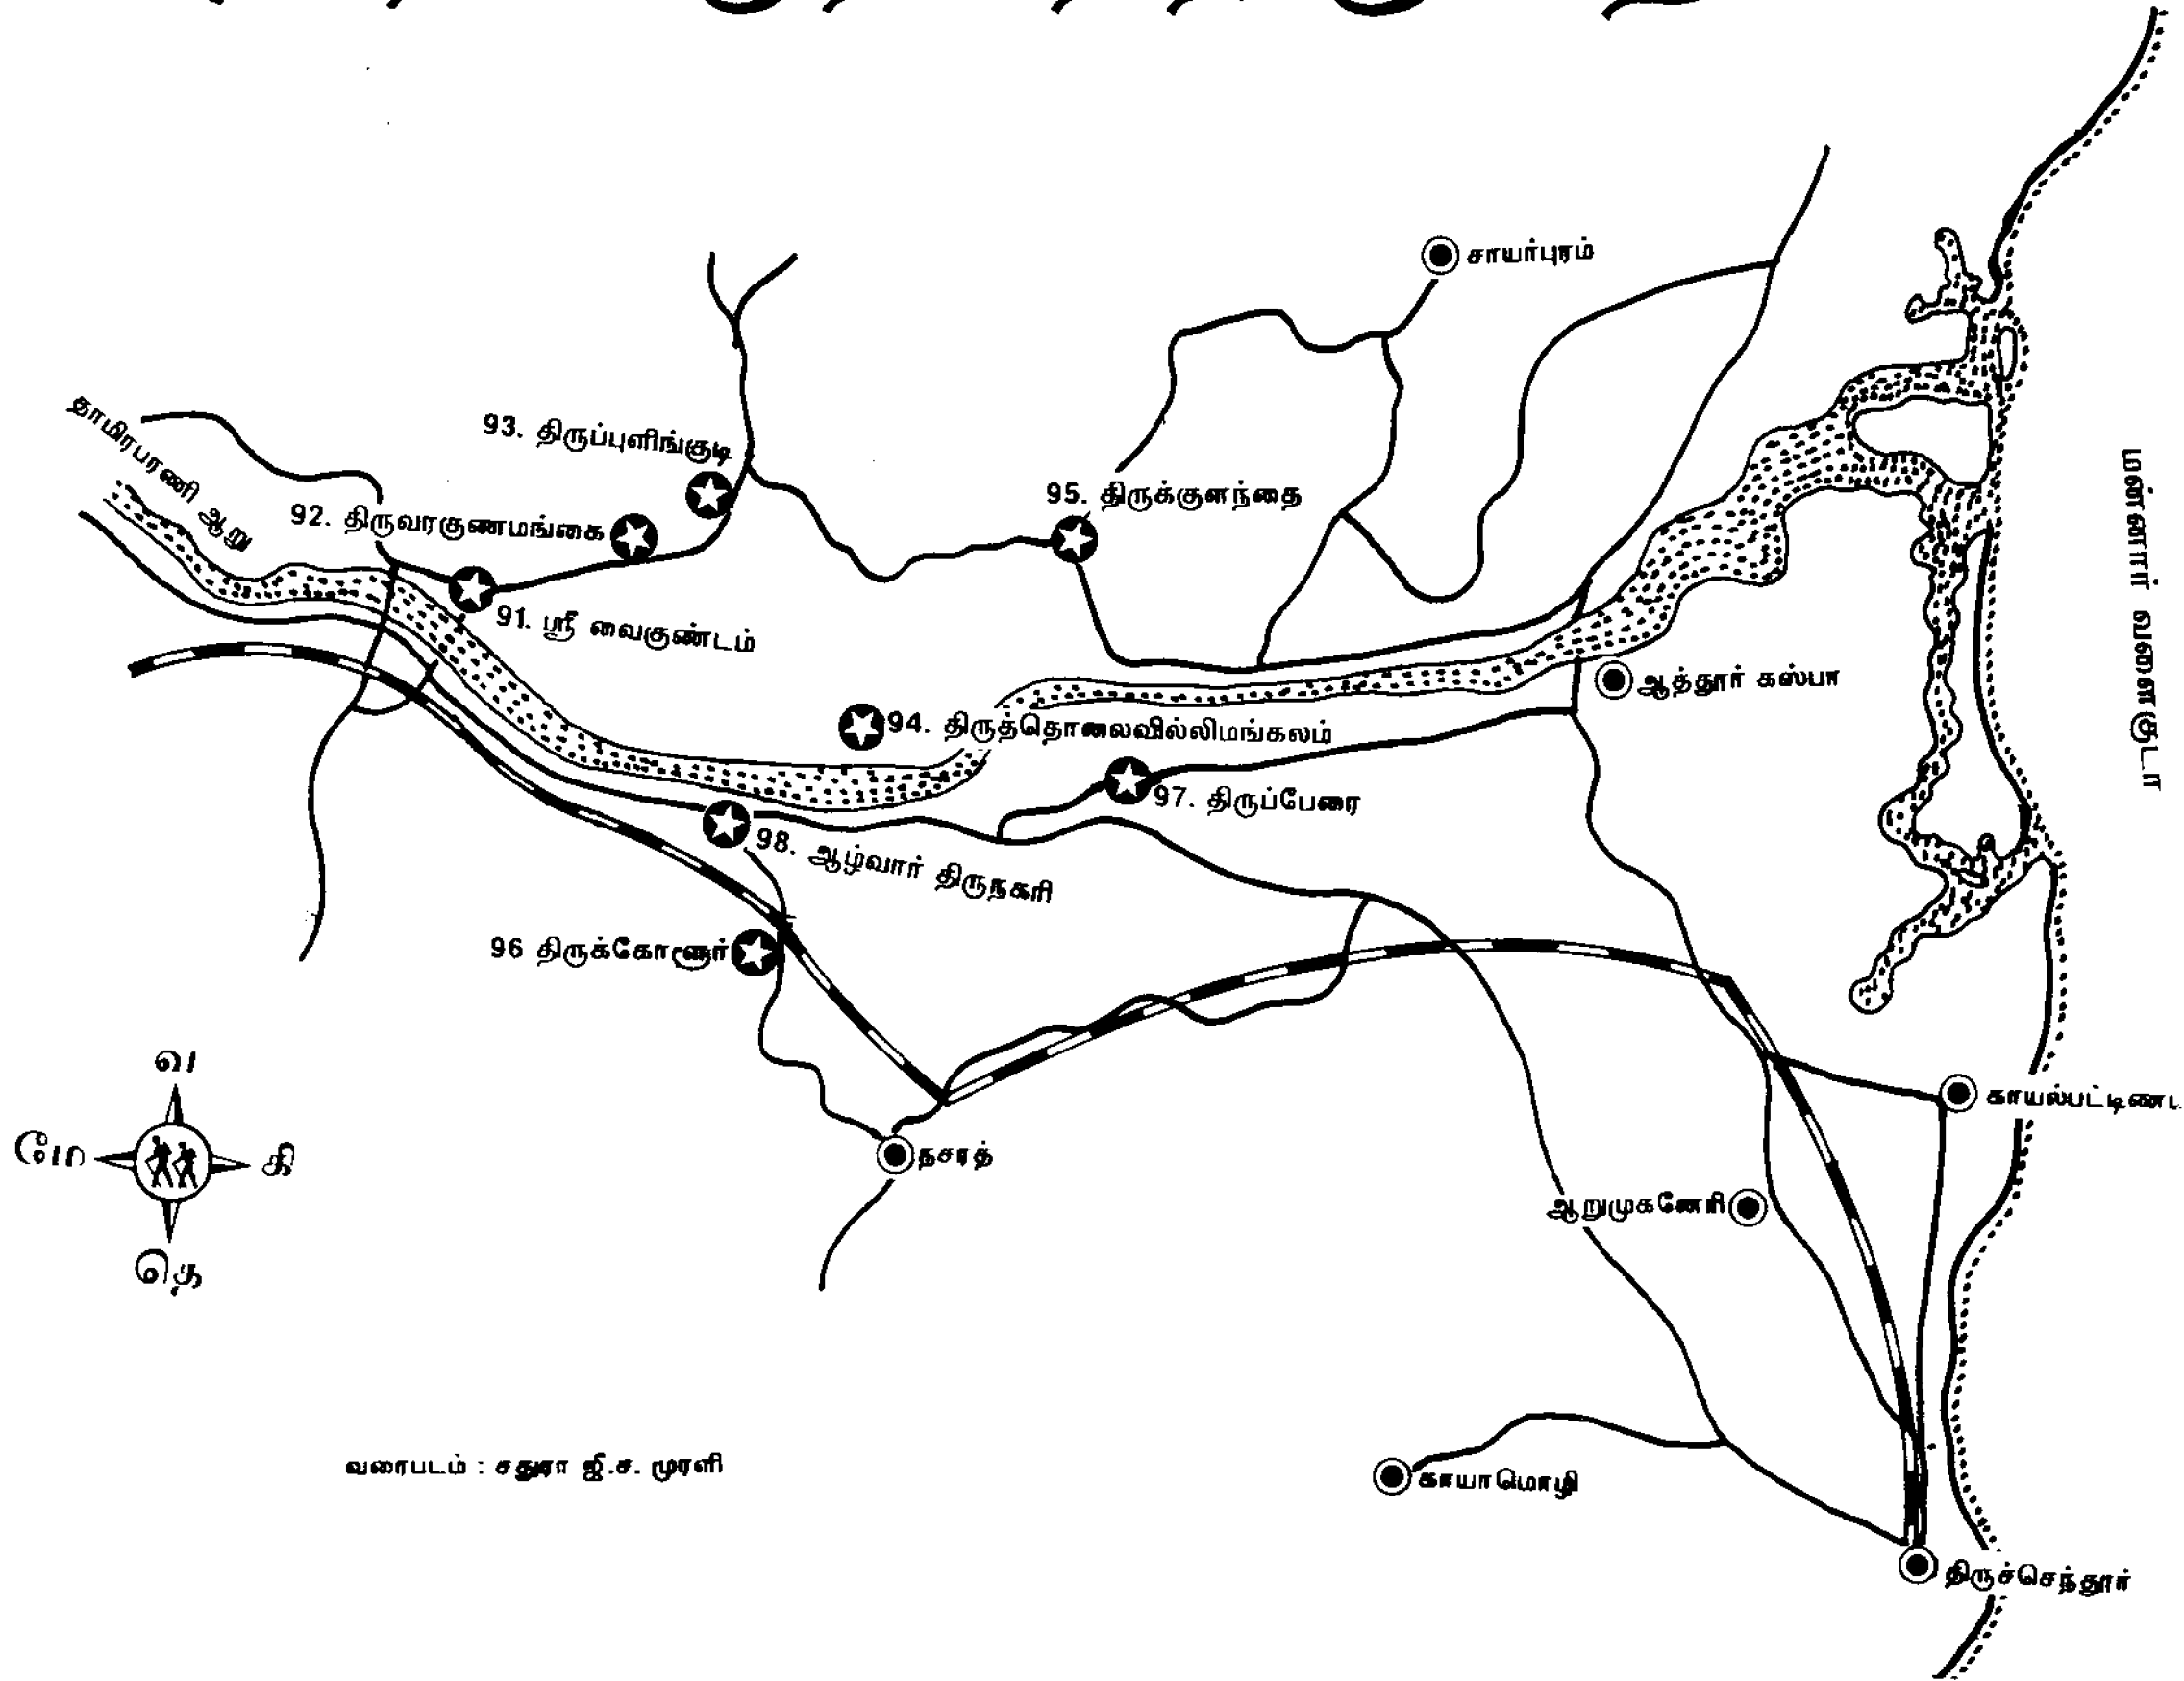 சாயர்புரம்
தாமிரபரணி ஆறு
93. திருப்புளிங்குடி
95. திருக்குளந்தை
92. திருவரகுணமங்கை
மன்னார் வளைகுடா
91. ஸ்ரீ வைகுண்டம்
ஆத்தூர் கஸ்பா
94. திருத்தொலைவில்லிமங்கலம்
97. திருப்பேரை
98. ஆழ்வார் திருநகரி
96 திருக்கோளூர்
வ
மே
கி
தெ
காயல்பட்டிண
நசரத்
ஆறுமுகனேரி
வரைபடம் : சதுரா ஜி.ச. முரளி
காயாமொழி
திருச்செந்தூர்